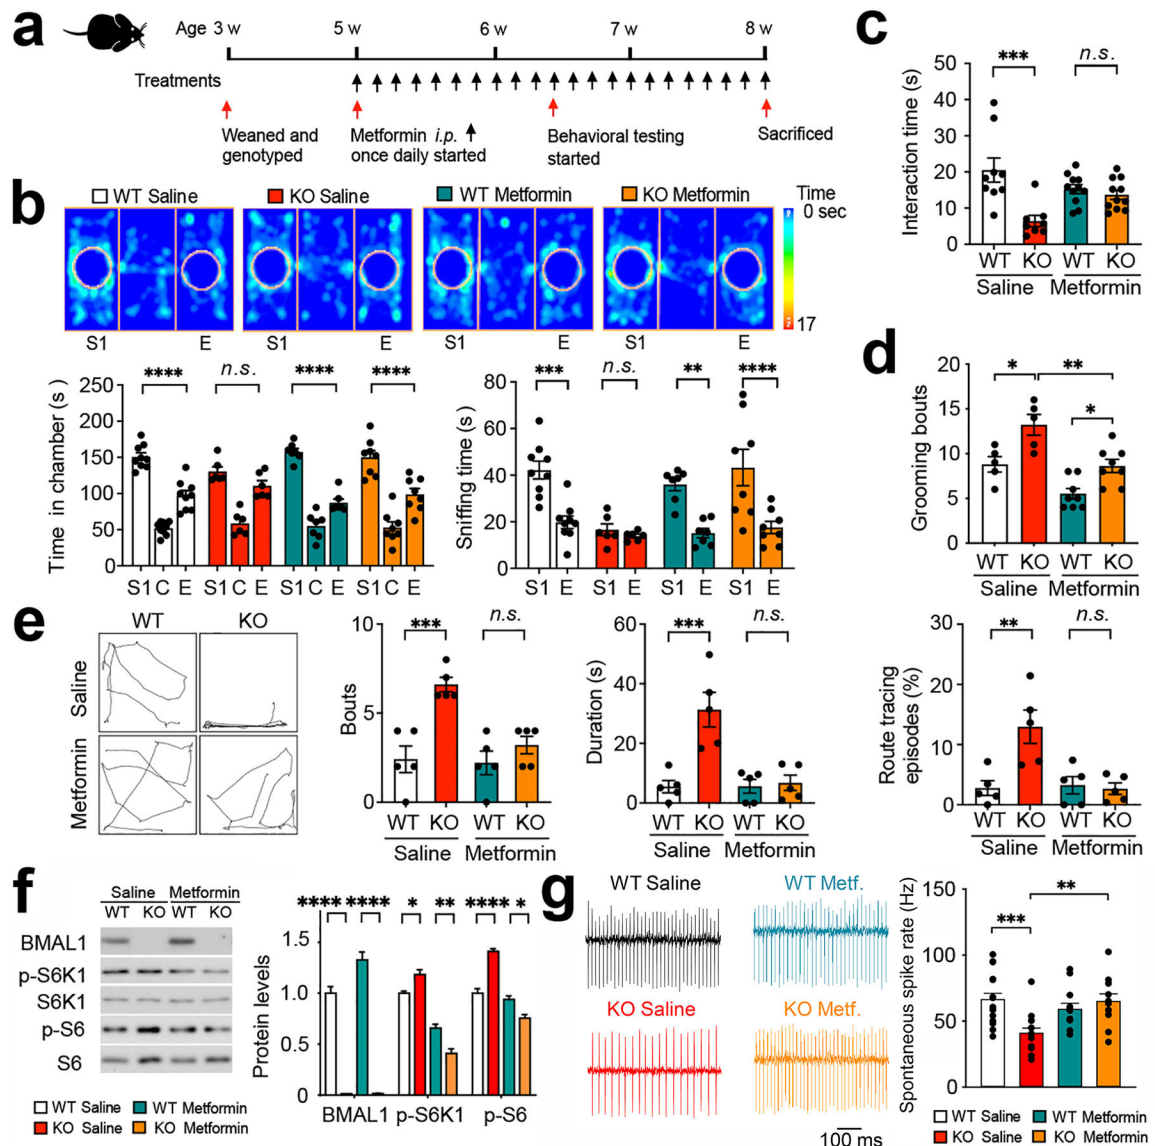 a
Age 3 w 5 w 6 w 7 w 8 w
Treatments
Weaned and
genotyped
Metformin i.p.
once daily started
Behavioral testing
started
Sacrificed
b
WT Saline KO Saline WT Metformin KO Metformin
Time
0 sec
17
S1 E S1 E S1 E S1 E
Time in chamber (s)
250
200
150
100
50
0
**** n.s. **** ****
S1 C E S1 C E S1 C E S1 C E
Sniffing time (s)
80
60
40
20
0
*** n.s. ** ****
S1 E S1 E S1 E S1 E
c
Interaction time (s)
50
40
30
20
10
0
*** n.s.
WT KO WT KO
Saline Metformin
d
Grooming bouts
20
15
10
5
0
* ** *
WT KO WT KO
Saline Metformin
e
WT KO
Saline
Metformin
Bouts
10
5
0
*** n.s.
WT KO WT KO
Saline Metformin
Duration (s)
60
40
20
0
*** n.s.
WT KO WT KO
Saline Metformin
Route tracing
episodes (%)
30
20
10
0
** n.s.
WT KO WT KO
Saline Metformin
f
Saline Metformin
WT KO WT KO
BMAL1
p-S6K1
S6K1
p-S6
S6
WT Saline WT Metformin
KO Saline KO Metformin
Protein levels
1.5
1.0
0.5
0
**** **** * ** **** *
BMAL1 p-S6K1 p-S6
g
WT Saline WT Metf.
KO Saline KO Metf.
100 ms
Spontaneous spike rate (Hz)
150
100
50
0
*** **
WT Saline WT Metformin
KO Saline KO Metformin